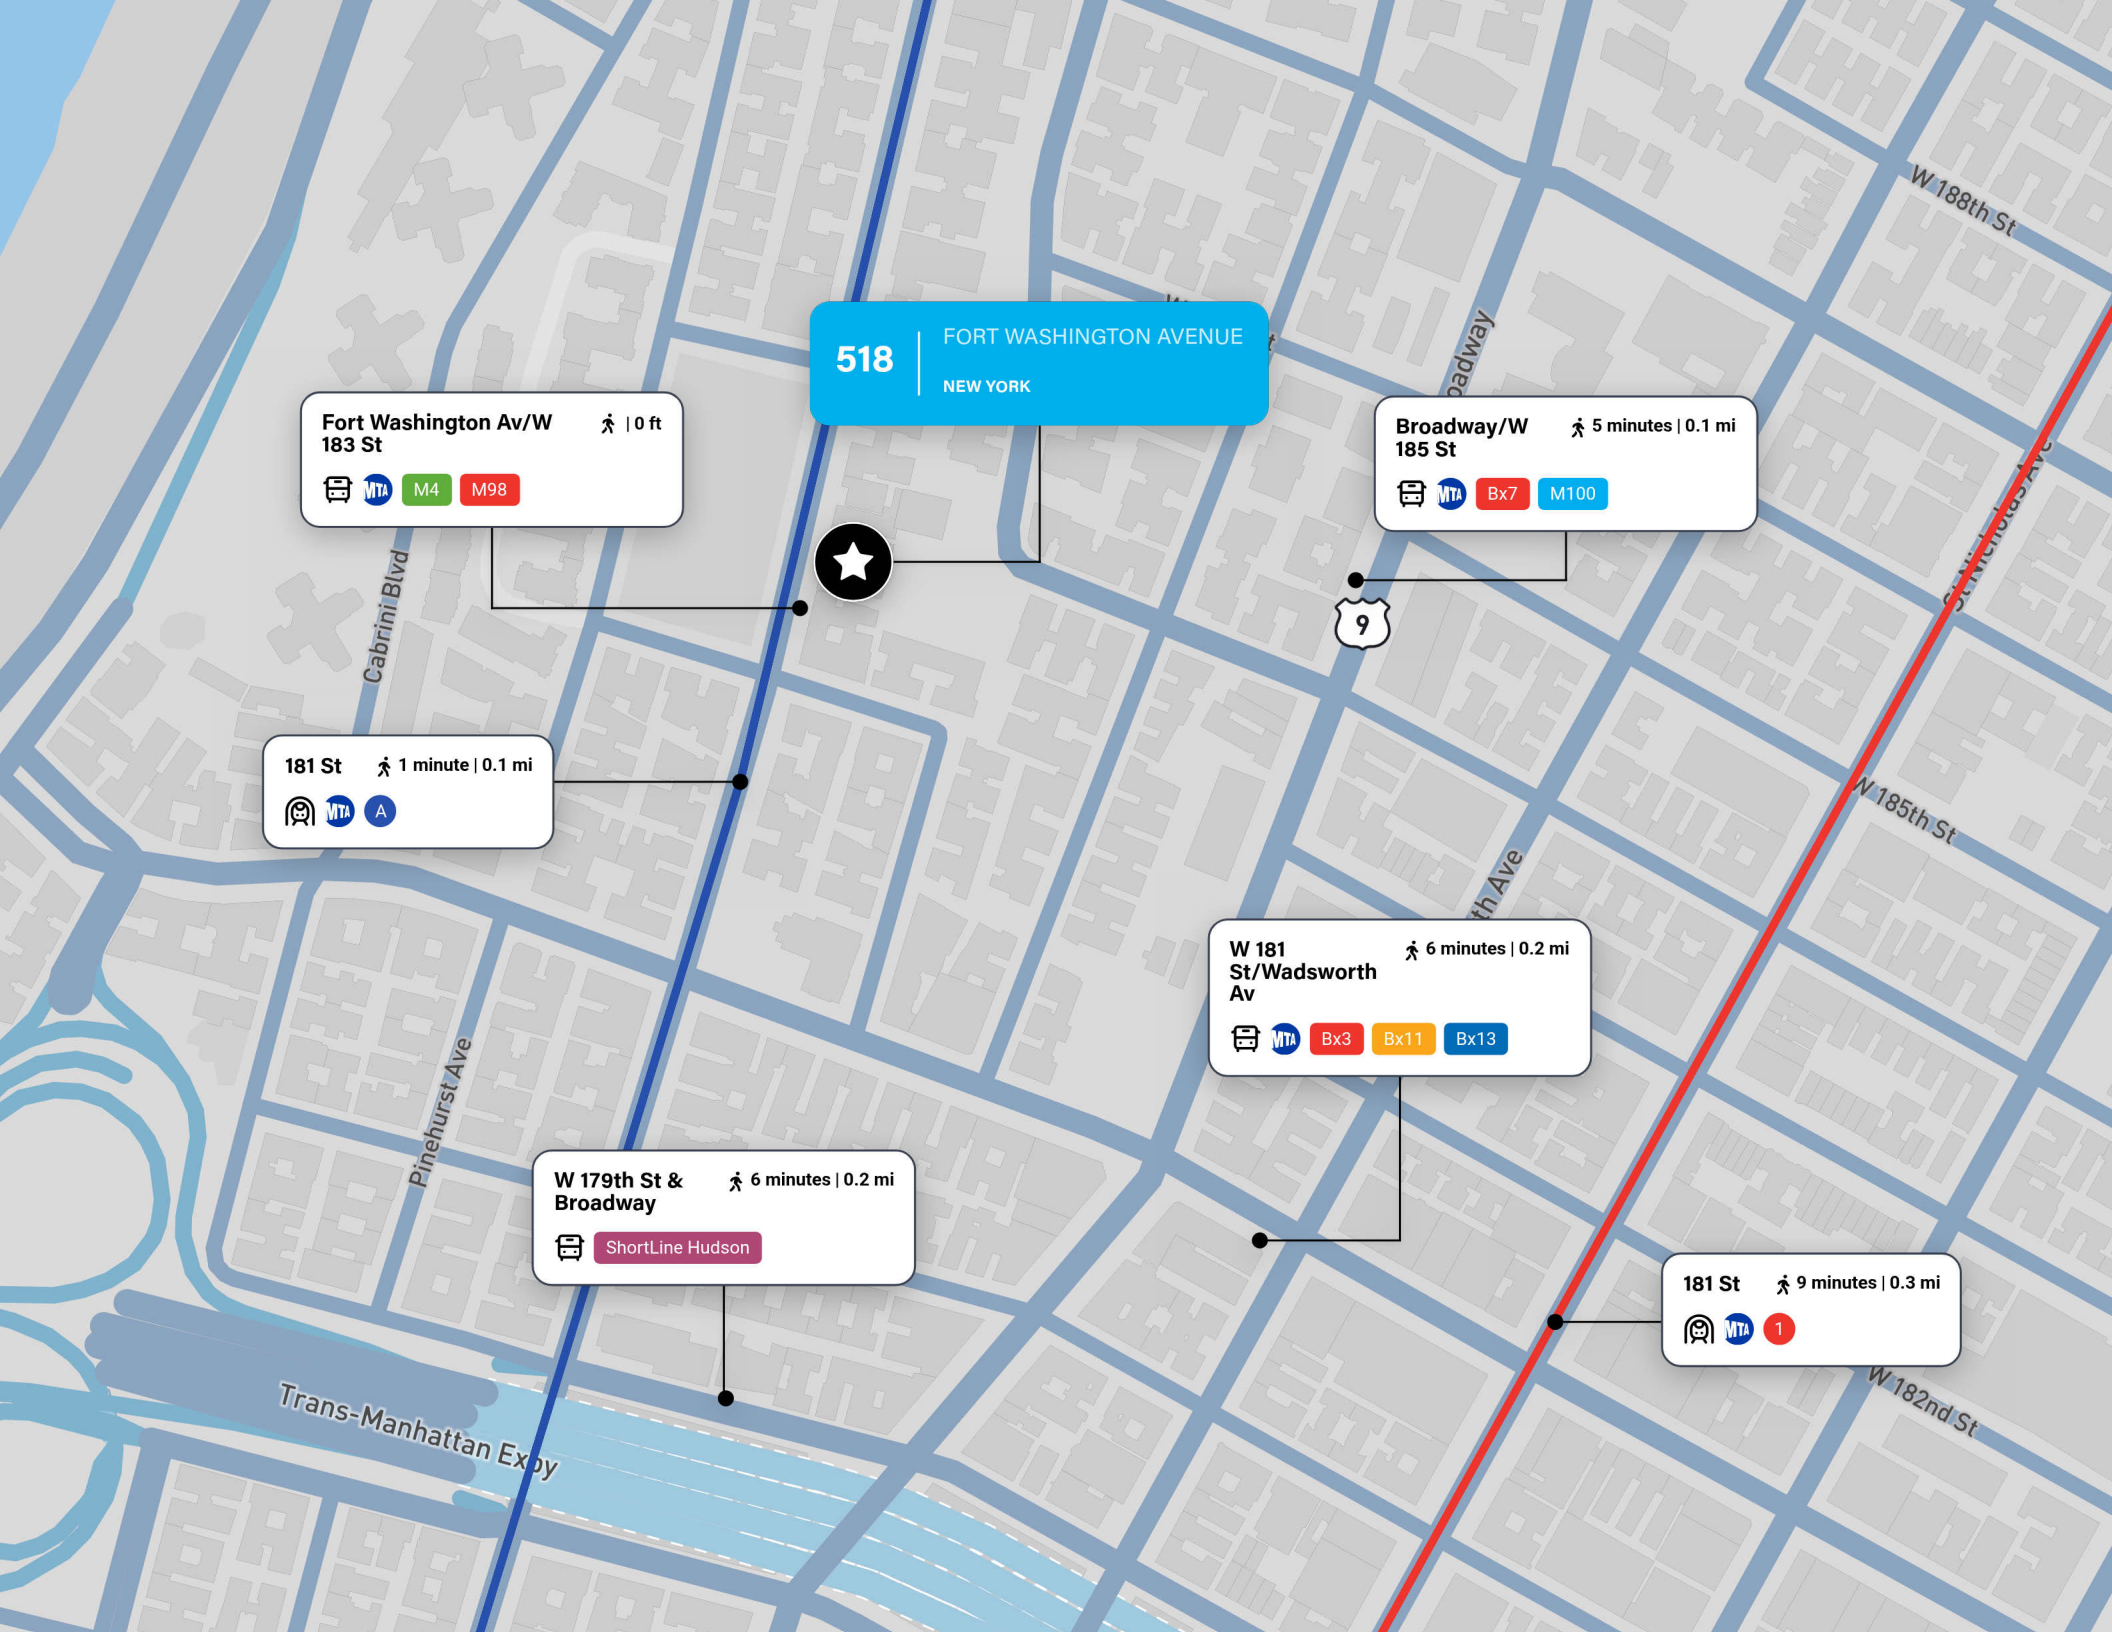 W 188th St
518
FORT WASHINGTON AVENUE
NEW YORK
Fort Washington Av/W
183 St
| 0 ft
MTA
M4
M98
Broadway/W
185 St
5 minutes | 0.1 mi
MTA
Bx7
M100
St Nicholas Ave
9
Cabrini Blvd
181 St
1 minute | 0.1 mi
MTA
A
W 185th St
W 181
St/Wadsworth
Av
6 minutes | 0.2 mi
MTA
Bx3
Bx11
Bx13
Pinehurst Ave
W 179th St &
Broadway
6 minutes | 0.2 mi
ShortLine Hudson
181 St
9 minutes | 0.3 mi
MTA
1
W 182nd St
Trans-Manhattan Expy